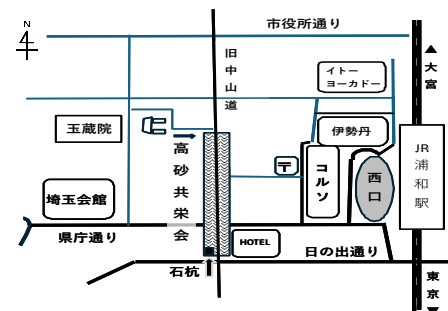 N
市役所通り
旧中山道
▲大宮
イトー
ヨーカドー
伊勢丹
玉蔵院
高砂共栄会
〒
コルソ
西口
JR
浦和駅
埼玉会館
県庁通り
HOTEL
日の出通り
石杭
東京▼